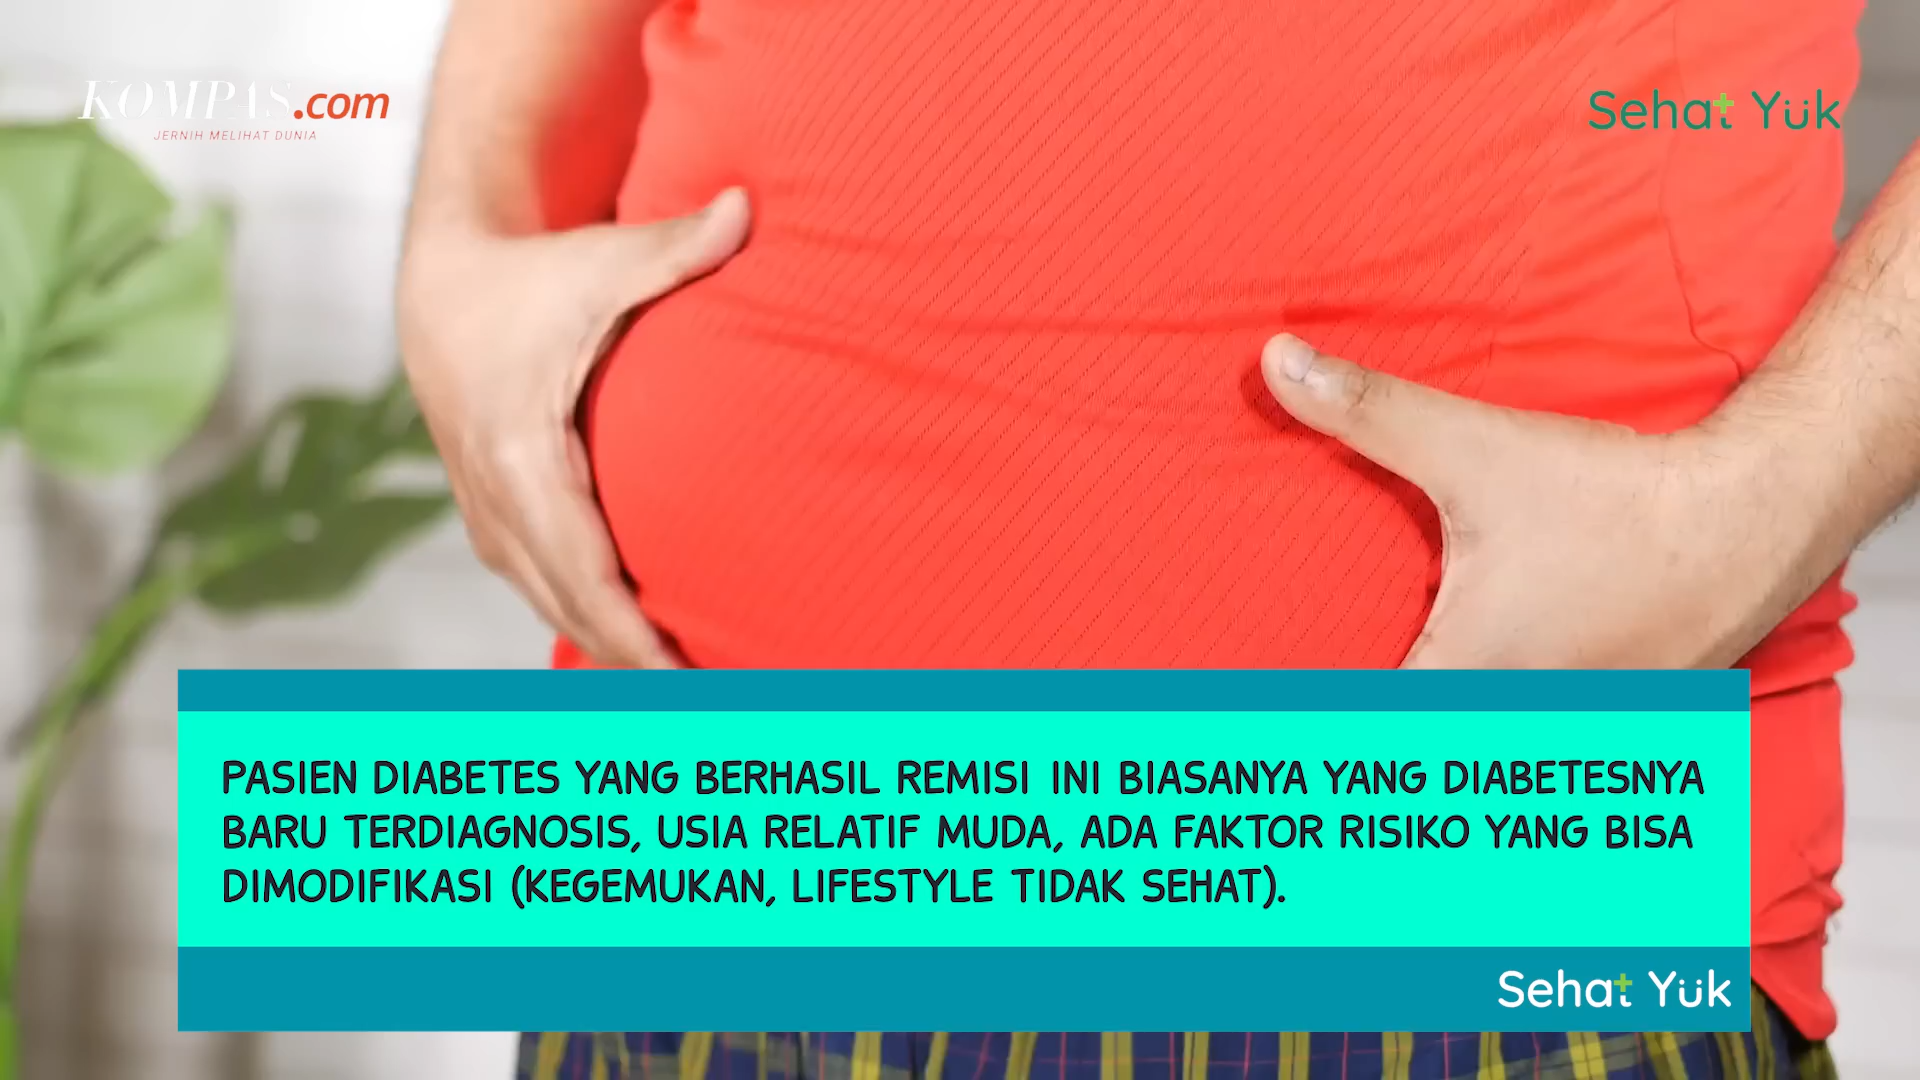 KOMPAS.com
JERNIH MELIHAT DUNIA
Sehat Yuk
PASIEN DIABETES YANG BERHASIL REMISI INI BIASANYA YANG DIABETESNYA
BARU TERDIAGNOSIS, USIA RELATIF MUDA, ADA FAKTOR RISIKO YANG BISA
DIMODIFIKASI (KEGEMUKAN, LIFESTYLE TIDAK SEHAT).
Sehat Yuk